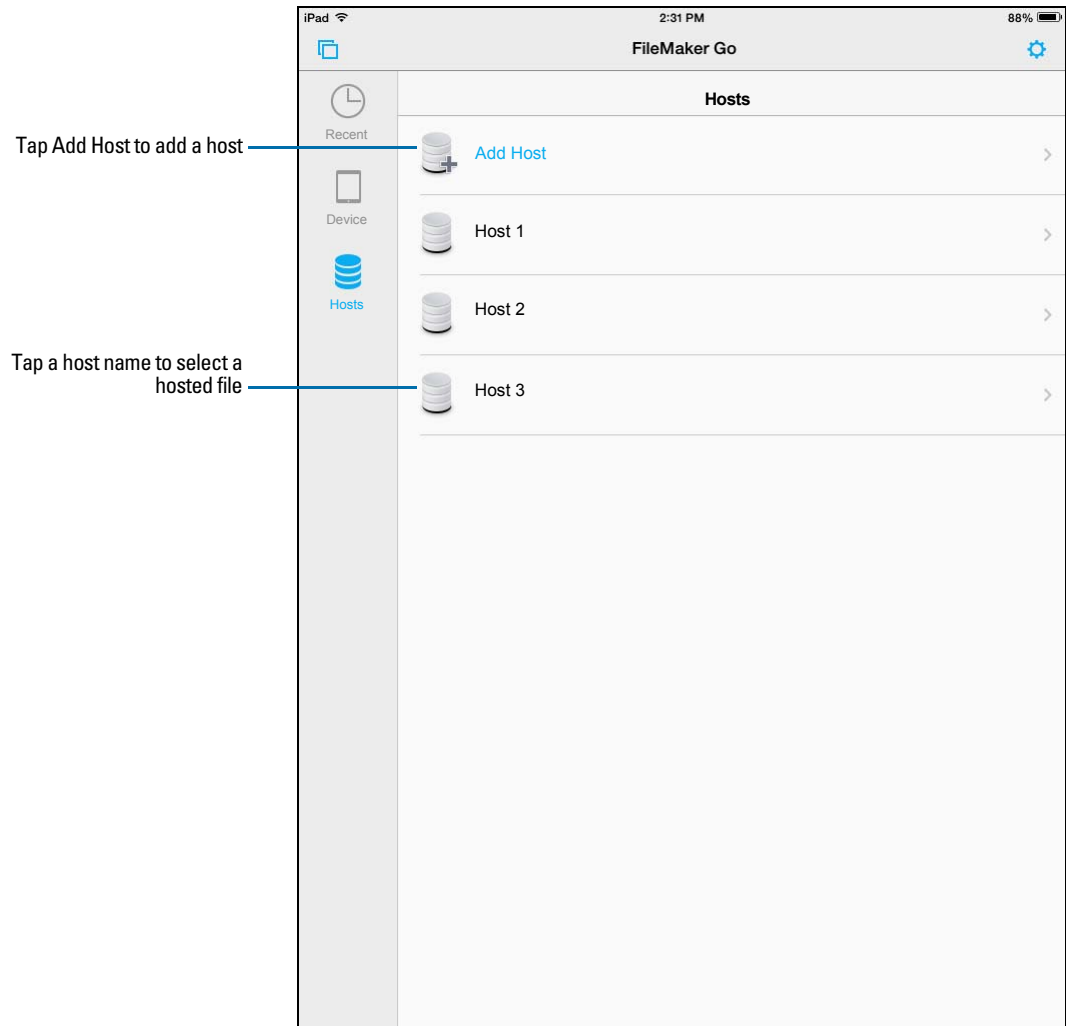 iPad 2:31 PM 88%
FileMaker Go
Recent
Device
Hosts
Hosts
Tap Add Host to add a host
Add Host
Host 1
Host 2
Tap a host name to select a
hosted file
Host 3